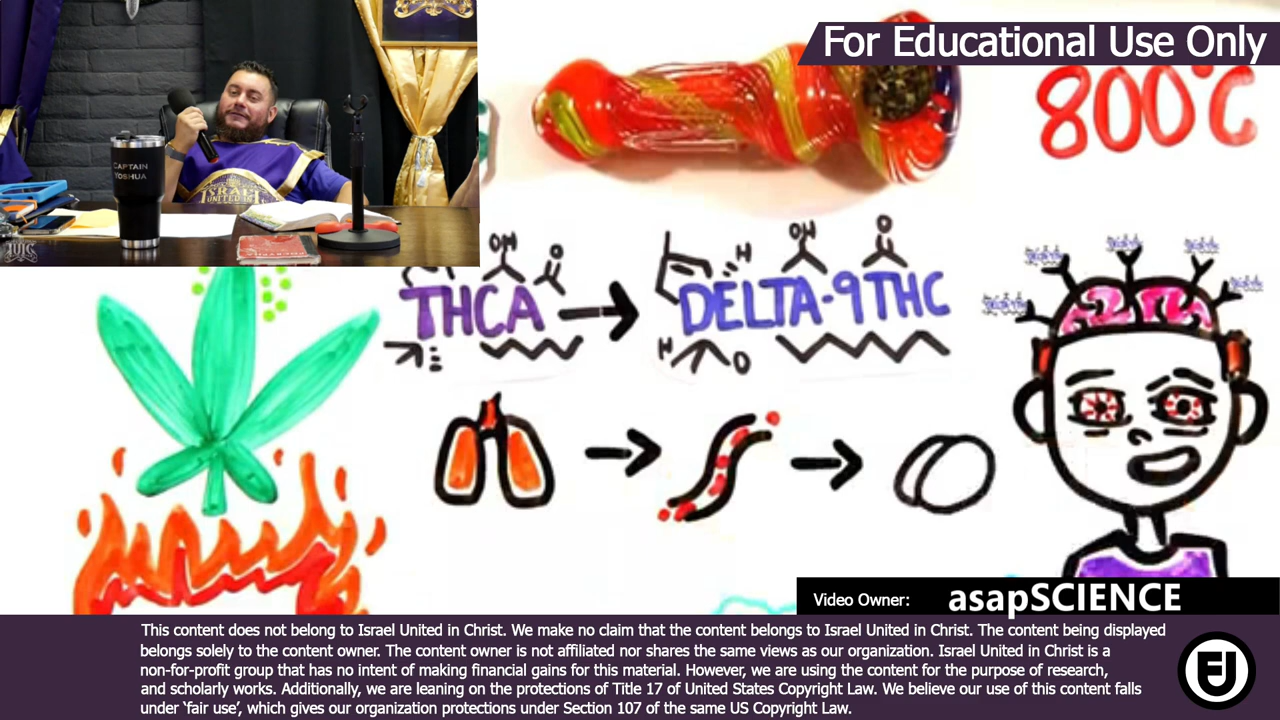 For Educational Use Only
800°C
CAPTAIN
YOSHUA
ISRAEL
UNITED IN
IUIC
OH
O
H
OH
O
THCA
DELTA-9THC
H
O
Video Owner: asapSCIENCE
This content does not belong to Israel United in Christ. We make no claim that the content belongs to Israel United in Christ. The content being displayed
belongs solely to the content owner. The content owner is not affiliated nor shares the same views as our organization. Israel United in Christ is a
non-for-profit group that has no intent of making financial gains for this material. However, we are using the content for the purpose of research,
and scholarly works. Additionally, we are leaning on the protections of Title 17 of United States Copyright Law. We believe our use of this content falls
under 'fair use', which gives our organization protections under Section 107 of the same US Copyright Law.